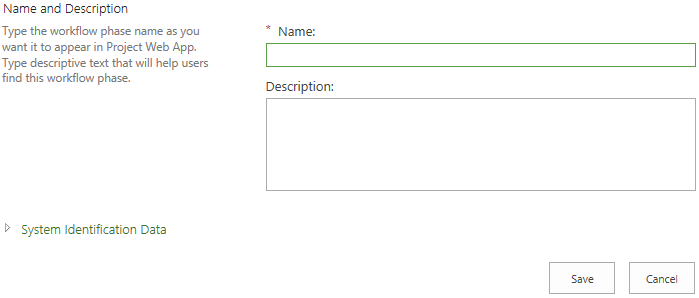 Name and Description
Type the workflow phase name as you
want it to appear in Project Web App.
Type descriptive text that will help users
find this workflow phase.
* Name:
Description:
System Identification Data
Save
Cancel